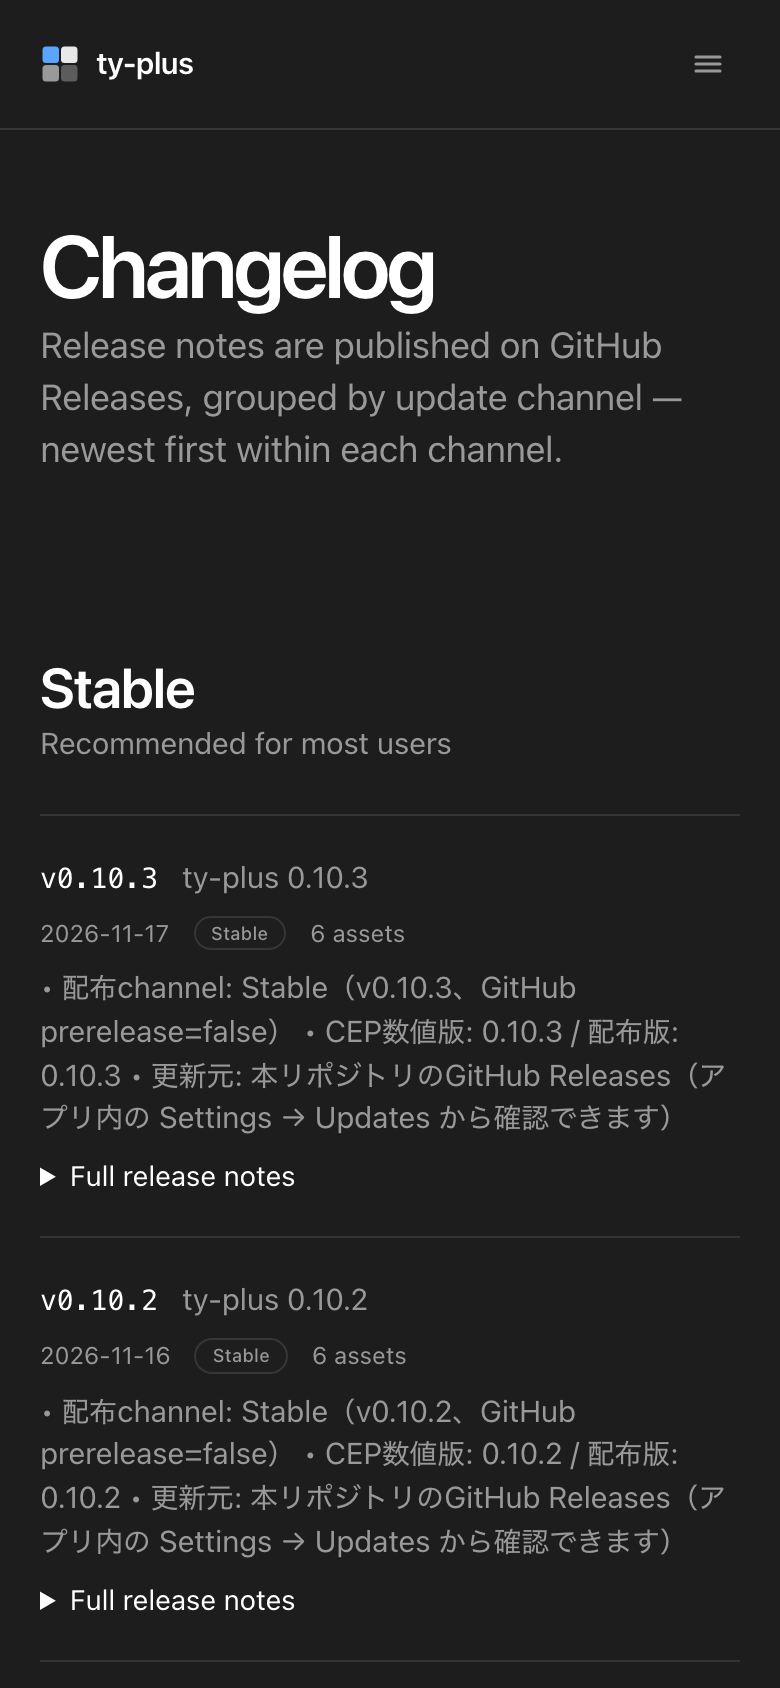 ty-plus
Changelog
Release notes are published on GitHub
Releases, grouped by update channel —
newest first within each channel.
Stable
Recommended for most users
v0.10.3 ty-plus 0.10.3
2026-11-17 Stable 6 assets
• 配布channel: Stable（v0.10.3、GitHub
prerelease=false） • CEP数値版: 0.10.3 / 配布版:
0.10.3 • 更新元: 本リポジトリのGitHub Releases（ア
プリ内の Settings → Updates から確認できます）
▶ Full release notes
v0.10.2 ty-plus 0.10.2
2026-11-16 Stable 6 assets
• 配布channel: Stable（v0.10.2、GitHub
prerelease=false） • CEP数値版: 0.10.2 / 配布版:
0.10.2 • 更新元: 本リポジトリのGitHub Releases（ア
プリ内の Settings → Updates から確認できます）
▶ Full release notes